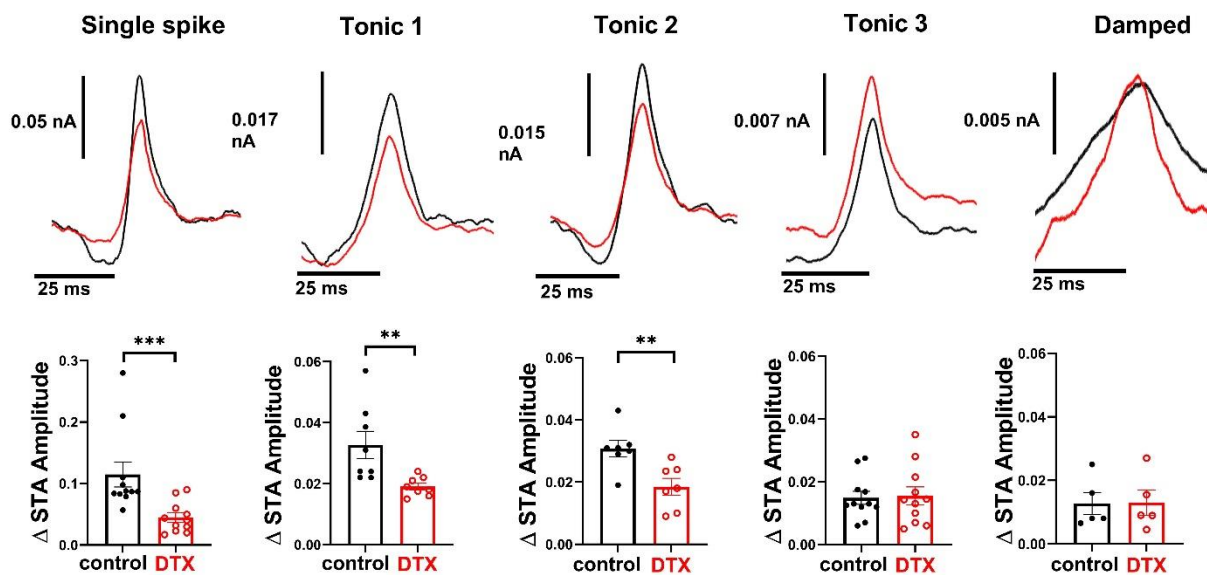 Single spike
Tonic 1
Tonic 2
Tonic 3
Damped
0.05 nA
0.017
nA
0.015
nA
0.007 nA
0.005 nA
25 ms
25 ms
25 ms
25 ms
25 ms
***
**
**
Δ STA Amplitude
0.3
0.2
0.1
0.0
control DTX
Δ STA Amplitude
0.06
0.04
0.02
0.00
control DTX
Δ STA Amplitude
0.06
0.04
0.02
0.00
control DTX
Δ STA Amplitude
0.06
0.04
0.02
0.00
control DTX
Δ STA Amplitude
0.06
0.04
0.02
0.00
control DTX